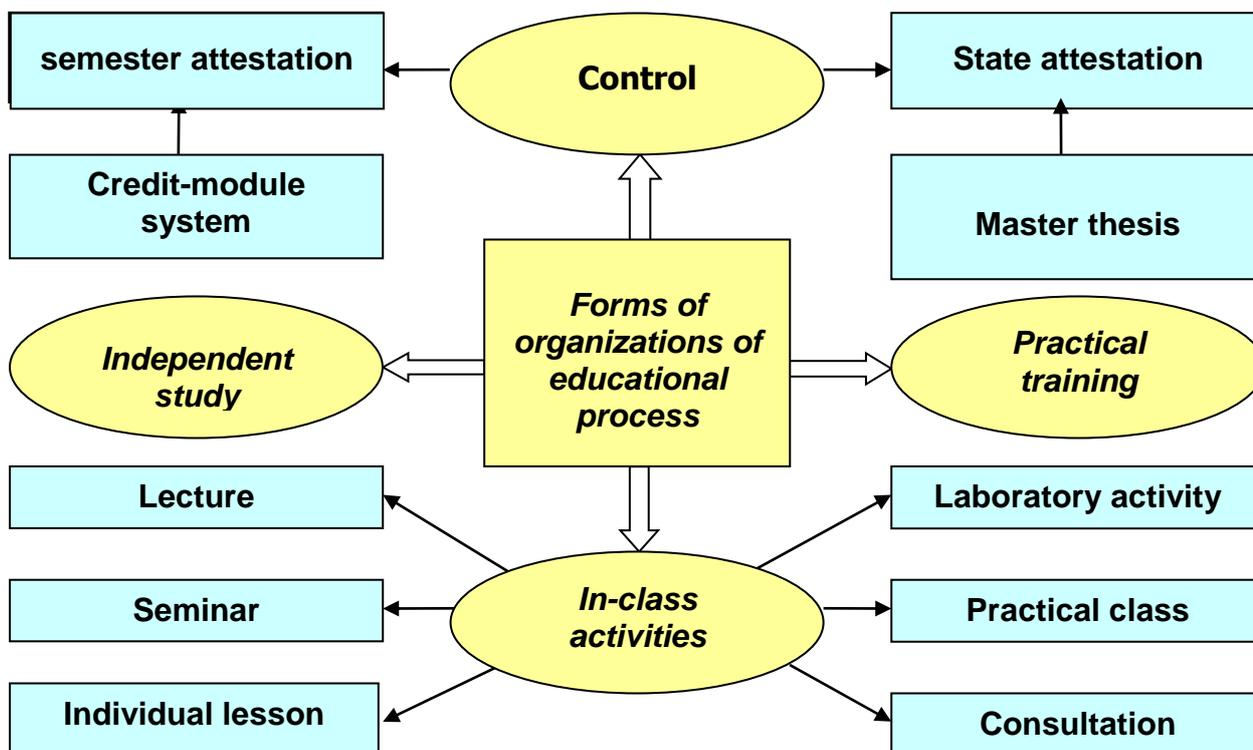 semester attestation
Control
State attestation
Credit-module
system
Master thesis
Forms of
organizations of
educational
process
Independent
study
Practical
training
Lecture
Laboratory activity
Seminar
In-class
activities
Practical class
Individual lesson
Consultation